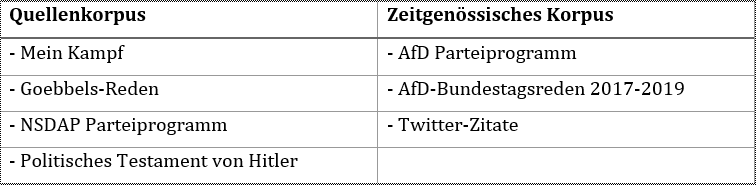 Quellenkorpus Zeitgenössisches Korpus
- Mein Kampf - AfD Parteiprogramm
- Goebbels-Reden - AfD-Bundestagsreden 2017-2019
- NSDAP Parteiprogramm - Twitter-Zitate
- Politisches Testament von Hitler